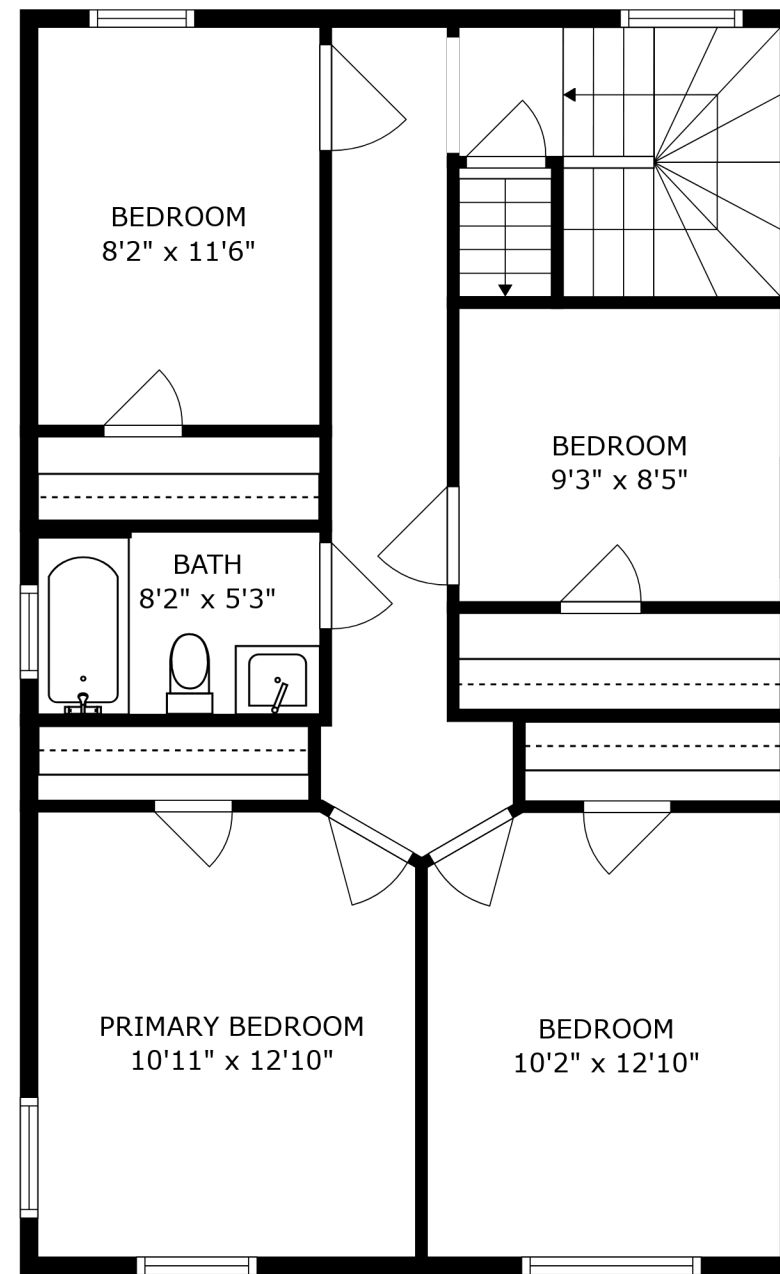 BEDROOM
8'2" x 11'6"
BEDROOM
9'3" x 8'5"
BATH
8'2" x 5'3"
PRIMARY BEDROOM
10'11" x 12'10"
BEDROOM
10'2" x 12'10"